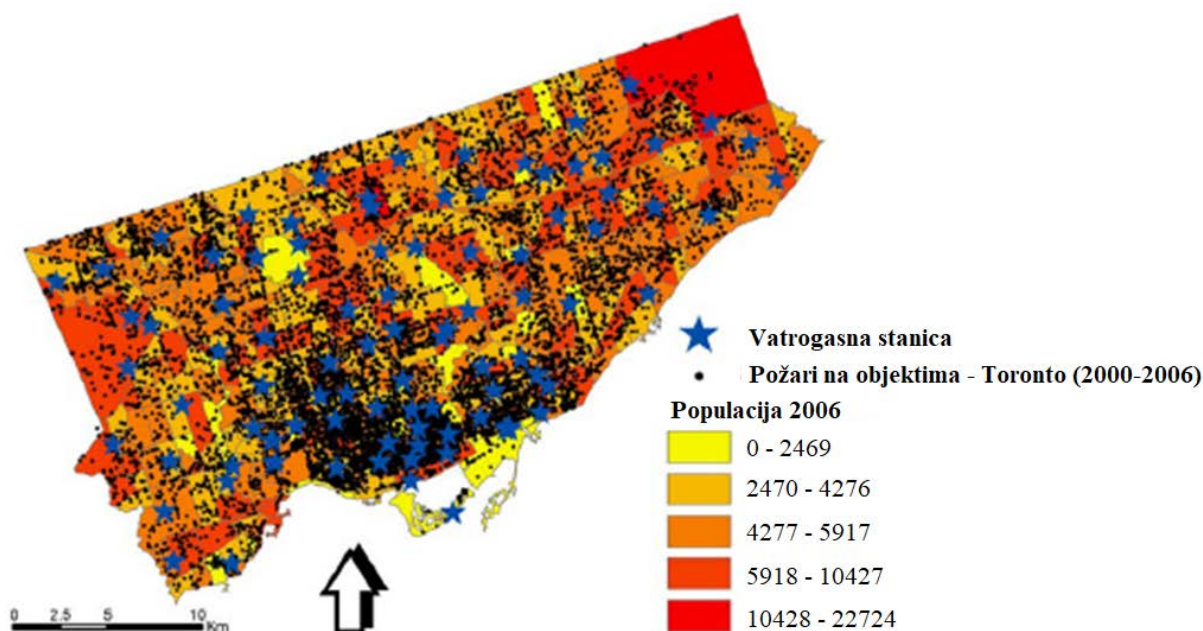 Vatrogasna stanica
Požari na objektima - Toronto (2000-2006)
Populacija 2006
0 - 2469
2470 - 4276
4277 - 5917
5918 - 10427
10428 - 22724
0 2.5 5 10
Km